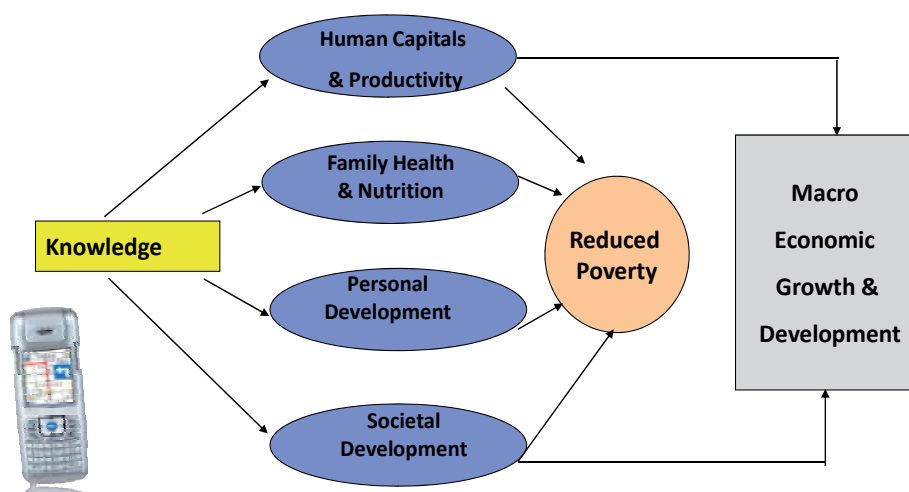 Human Capitals
& Productivity
Family Health
& Nutrition
Knowledge
Personal
Development
Societal
Development
Reduced
Poverty
Macro
Economic
Growth &
Development